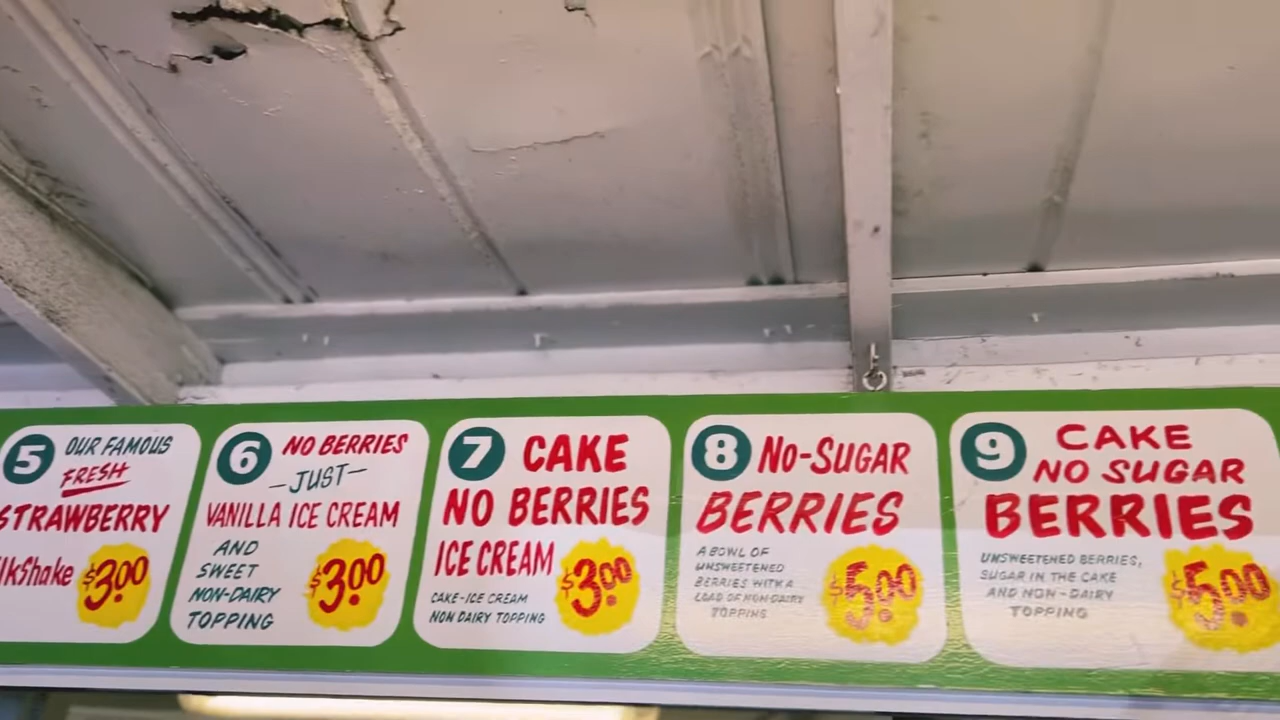 5 OUR FAMOUS
FRESH
STRAWBERRY
ilkShake $3.00
6 NO BERRIES
—JUST—
VANILLA ICE CREAM
AND
SWEET
NON-DAIRY
TOPPING
$3.00
7 CAKE
NO BERRIES
ICE CREAM
CAKE-ICE CREAM
NON DAIRY TOPPING
$3.00
8 No-SUGAR
BERRIES
A BOWL OF
UNSWEETENED
BERRIES WITH A
LOAD OF NON-DAIRY
TOPPING.
$5.00
9 CAKE
NO SUGAR
BERRIES
UNSWEETENED BERRIES,
SUGAR IN THE CAKE
AND NON-DAIRY
TOPPING
$5.00